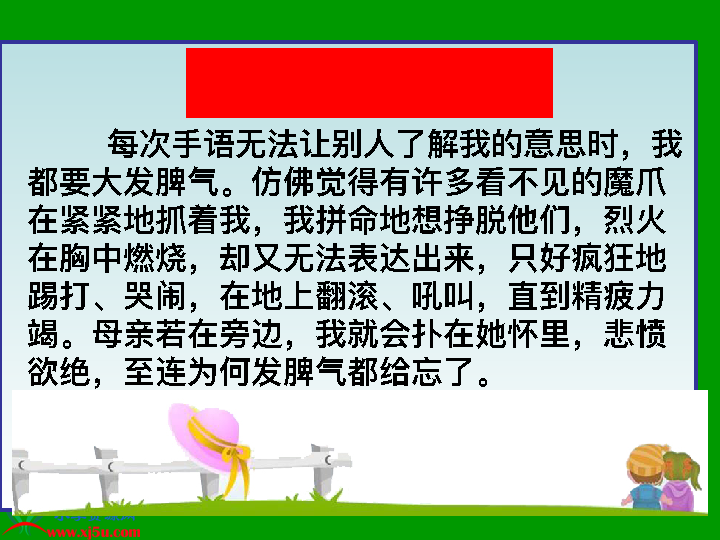 每次手语无法让别人了解我的意思时，我
都要大发脾气。仿佛觉得有许多看不见的魔爪
在紧紧地抓着我，我拼命地想挣脱他们，烈火
在胸中燃烧，却又无法表达出来，只好疯狂地
踢打、哭闹，在地上翻滚、吼叫，直到精疲力
竭。母亲若在旁边，我就会扑在她怀里，悲愤
欲绝，至连为何发脾气都给忘了。
www.xj5u.com